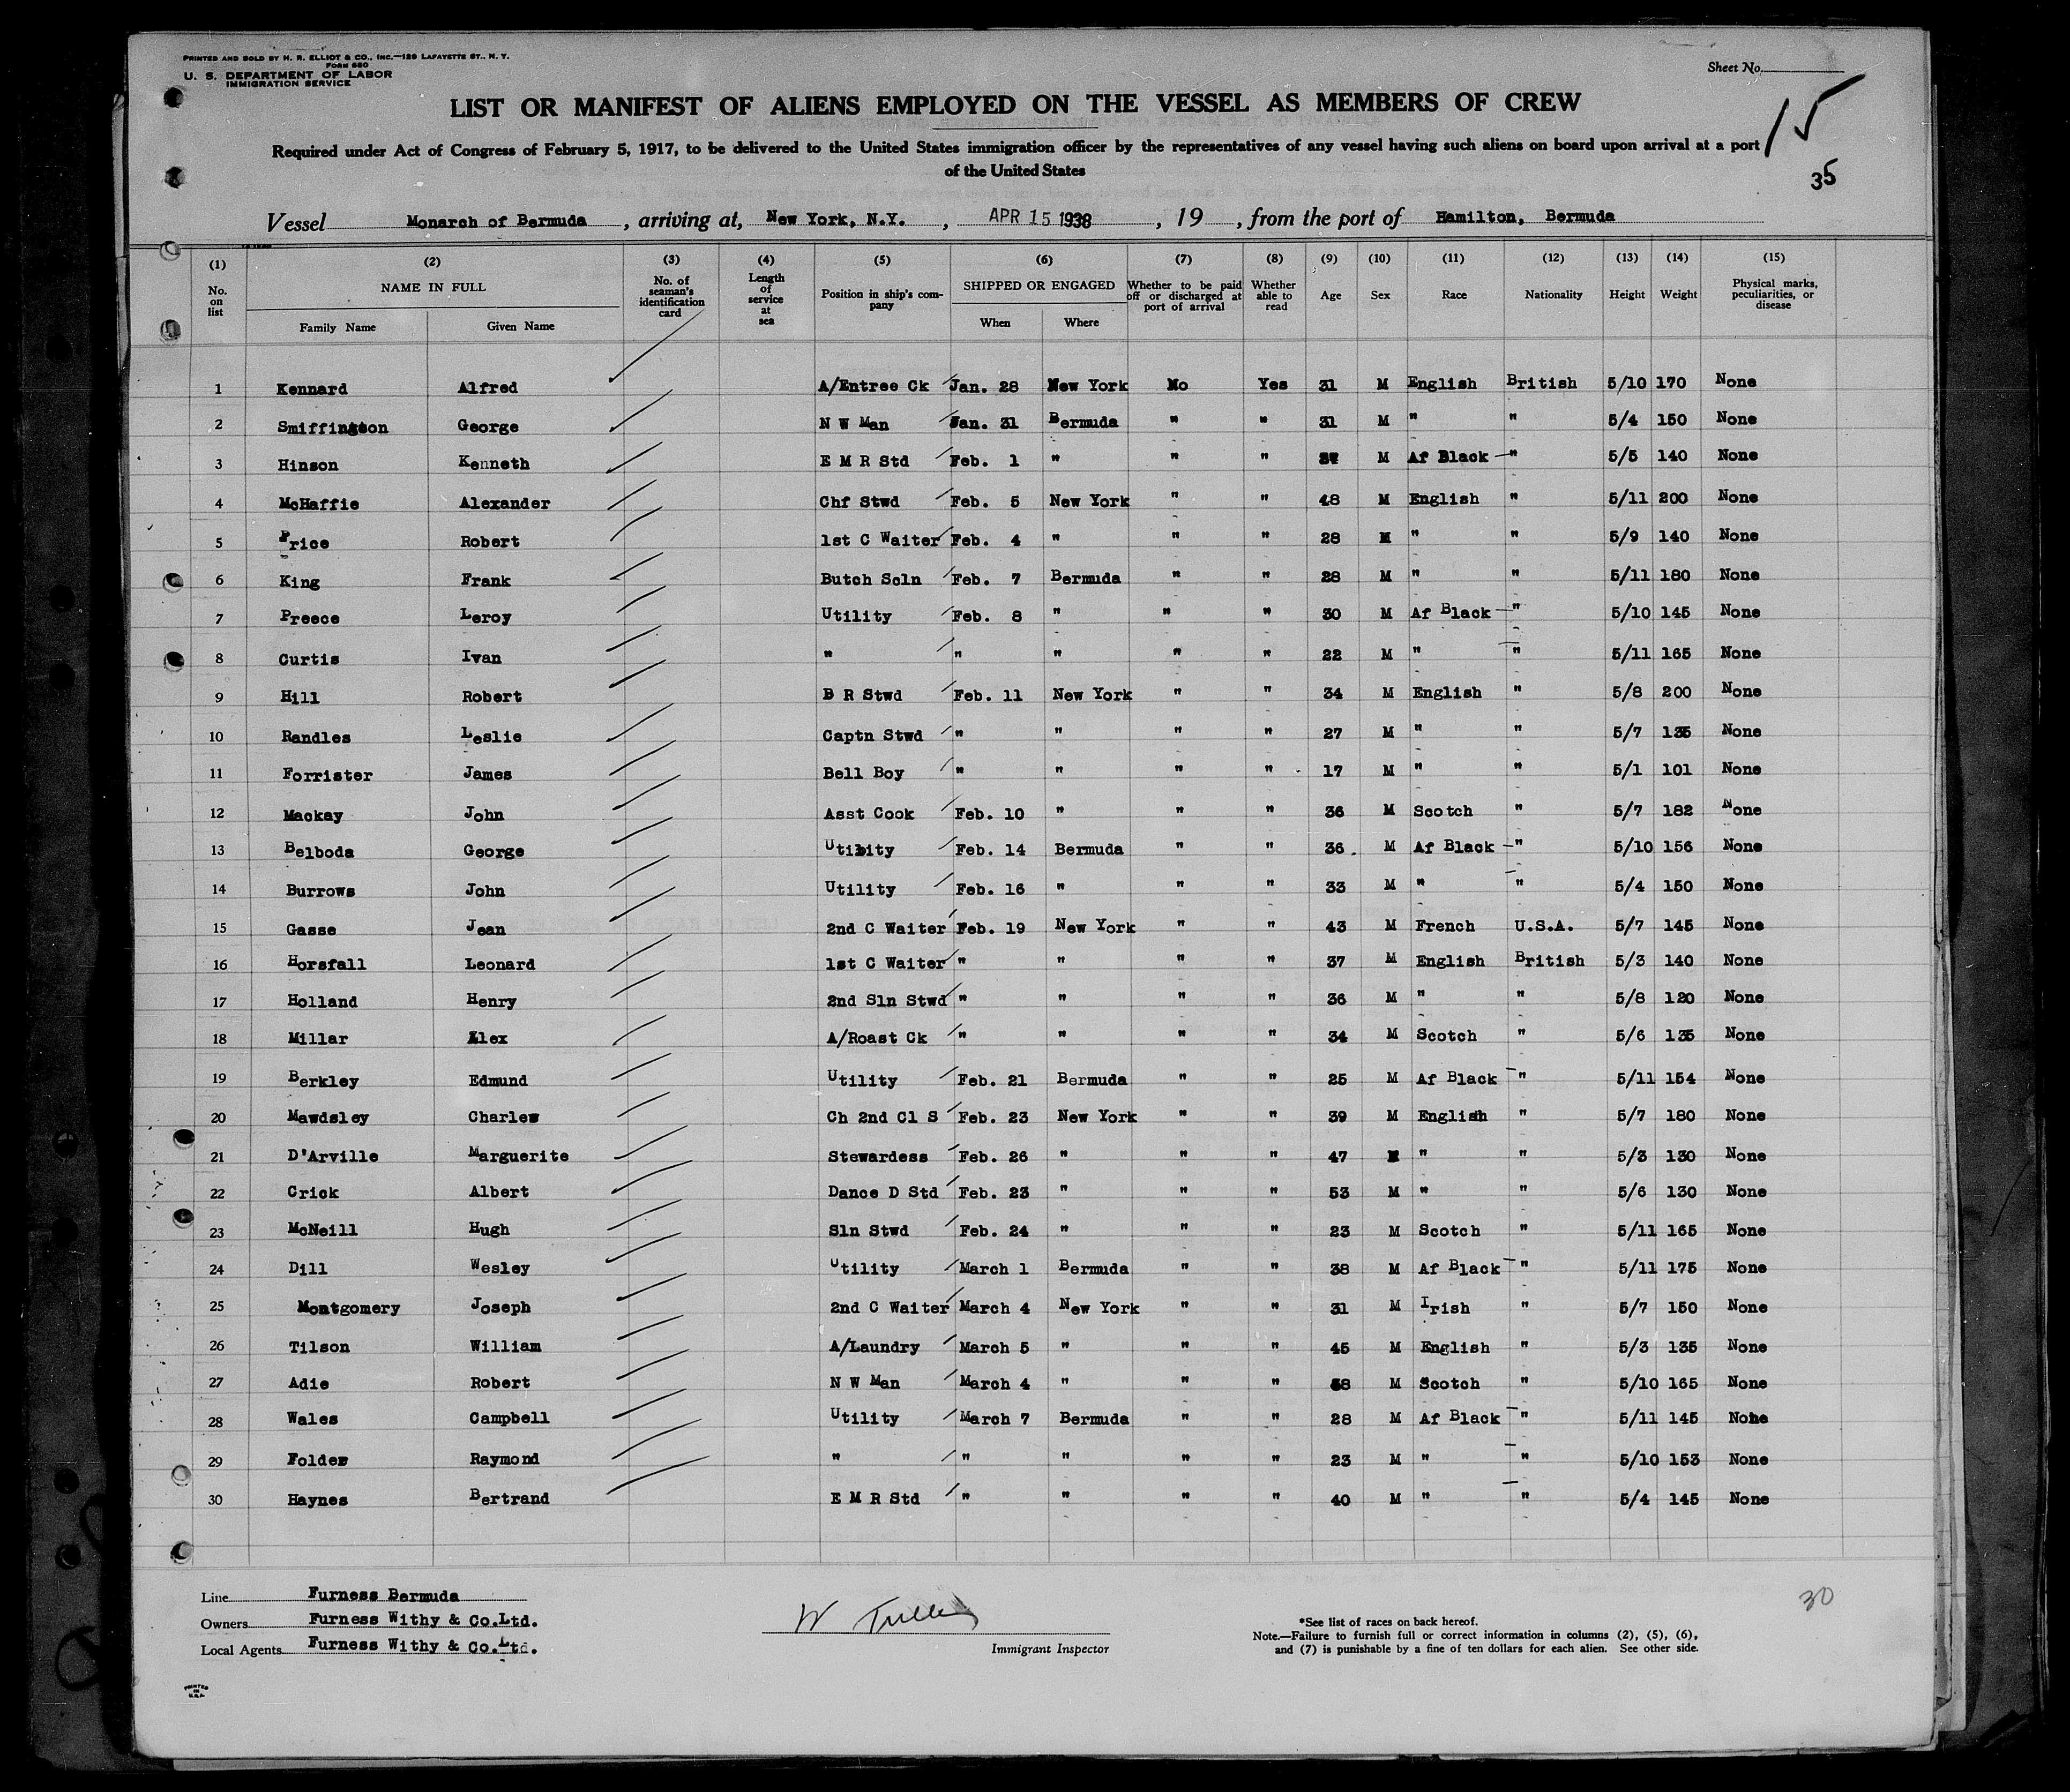 PRINTED AND SOLD BY H. R. ELLIOT & CO., INC.—129 LAFAYETTE ST., N. Y.
FORM 680
U. S. DEPARTMENT OF LABOR
IMMIGRATION SERVICE
Sheet No.
LIST OR MANIFEST OF ALIENS EMPLOYED ON THE VESSEL AS MEMBERS OF CREW
15
Required under Act of Congress of February 5, 1917, to be delivered to the United States immigration officer by the representatives of any vessel having such aliens on board upon arrival at a port
of the United States
35
Vessel Monarch of Bermuda, arriving at, New York, N.Y., APR 15 1938, 19, from the port of Hamilton, Bermuda
(1) (2) (3) (4) (5) (6) (7) (8) (9) (10) (11) (12) (13) (14) (15)
No. on list NAME IN FULL No. of seaman's identification card Length of service at sea Position in ship's company SHIPPED OR ENGAGED Whether to be paid off or discharged at port of arrival Whether able to read Age Sex Race Nationality Height Weight Physical marks, peculiarities, or disease
Family Name Given Name When Where
1 Kennard Alfred A/Entree Ck Jan. 28 New York No Yes 31 M English British 5/10 170 None
2 Smiffington George N W Man Jan. 31 Bermuda " " 31 M " " 5/4 150 None
3 Hinson Kenneth E M R Std Feb. 1 " " " M Af Black " 5/5 140 None
4 McHaffie Alexander Chf Stwd Feb. 5 New York " " 48 M English " 5/11 200 None
5 Price Robert 1st C Waiter Feb. 4 " " " 28 M " " 5/9 140 None
6 King Frank Butch Scln Feb. 7 Bermuda " " 28 M " " 5/11 180 None
7 Preece Leroy Utility Feb. 8 " " " 30 M Af Black " 5/10 145 None
8 Curtis Ivan " " " " " 22 M " " 5/11 165 None
9 Hill Robert B R Stwd Feb. 11 New York " " 34 M English " 5/8 200 None
10 Randles Leslie Captn Stwd " " " " 27 M " " 5/7 135 None
11 Forrister James Bell Boy " " " " 17 M " " 5/1 101 None
12 Mackay John Asst Cook Feb. 10 " " " 36 M Scotch " 5/7 182 None
13 Belboda George Utility Feb. 14 Bermuda " " 36 M Af Black " 5/10 156 None
14 Burrows John Utility Feb. 16 " " " 33 M " " 5/4 150 None
15 Gasse Jean 2nd C Waiter Feb. 19 New York " " 43 M French U.S.A. 5/7 145 None
16 Horsfall Leonard 1st C Waiter " " " " 37 M English British 5/3 140 None
17 Holland Henry 2nd Sln Stwd " " " " 36 M " " 5/8 120 None
18 Millar Alex A/Roast Ck " " " " 34 M Scotch " 5/6 135 None
19 Berkley Edmund Utility Feb. 21 Bermuda " " 25 M Af Black " 5/11 154 None
20 Mawdsley Charles Ch 2nd Cl S Feb. 23 New York " " 39 M English " 5/7 180 None
21 D'Arville Marguerite Stewardess Feb. 26 " " " 47 " " 5/3 130 None
22 Crick Albert Dance D Std Feb. 23 " " " 53 M " " 5/6 130 None
23 McNeill Hugh Sln Stwd Feb. 24 " " " 23 M Scotch " 5/11 165 None
24 Dill Wesley Utility March 1 Bermuda " " 38 M Af Black " 5/11 175 None
25 Montgomery Joseph 2nd C Waiter March 4 New York " " 31 M Irish " 5/7 150 None
26 Tilson William A/Laundry March 5 " " " 45 M English " 5/3 135 None
27 Adie Robert N W Man March 4 " " " M Scotch " 5/10 165 None
28 Wales Campbell Utility March 7 Bermuda " " 28 M Af Black " 5/11 145 None
29 Folder Raymond " " " " " 23 M " " 5/10 153 None
30 Haynes Bertrand E M R Std " " " " 40 M " " 5/4 145 None
Line Furness Bermuda
Owners Furness Withy & Co.Ltd.
Local Agents Furness Withy & Co.Ltd.
W
Immigrant Inspector
*See list of races on back hereof.
Note.—Failure to furnish full or correct information in columns (2), (5), (6),
and (7) is punishable by a fine of ten dollars for each alien. See other side.
30
PRINTED
IN
U.S.A.